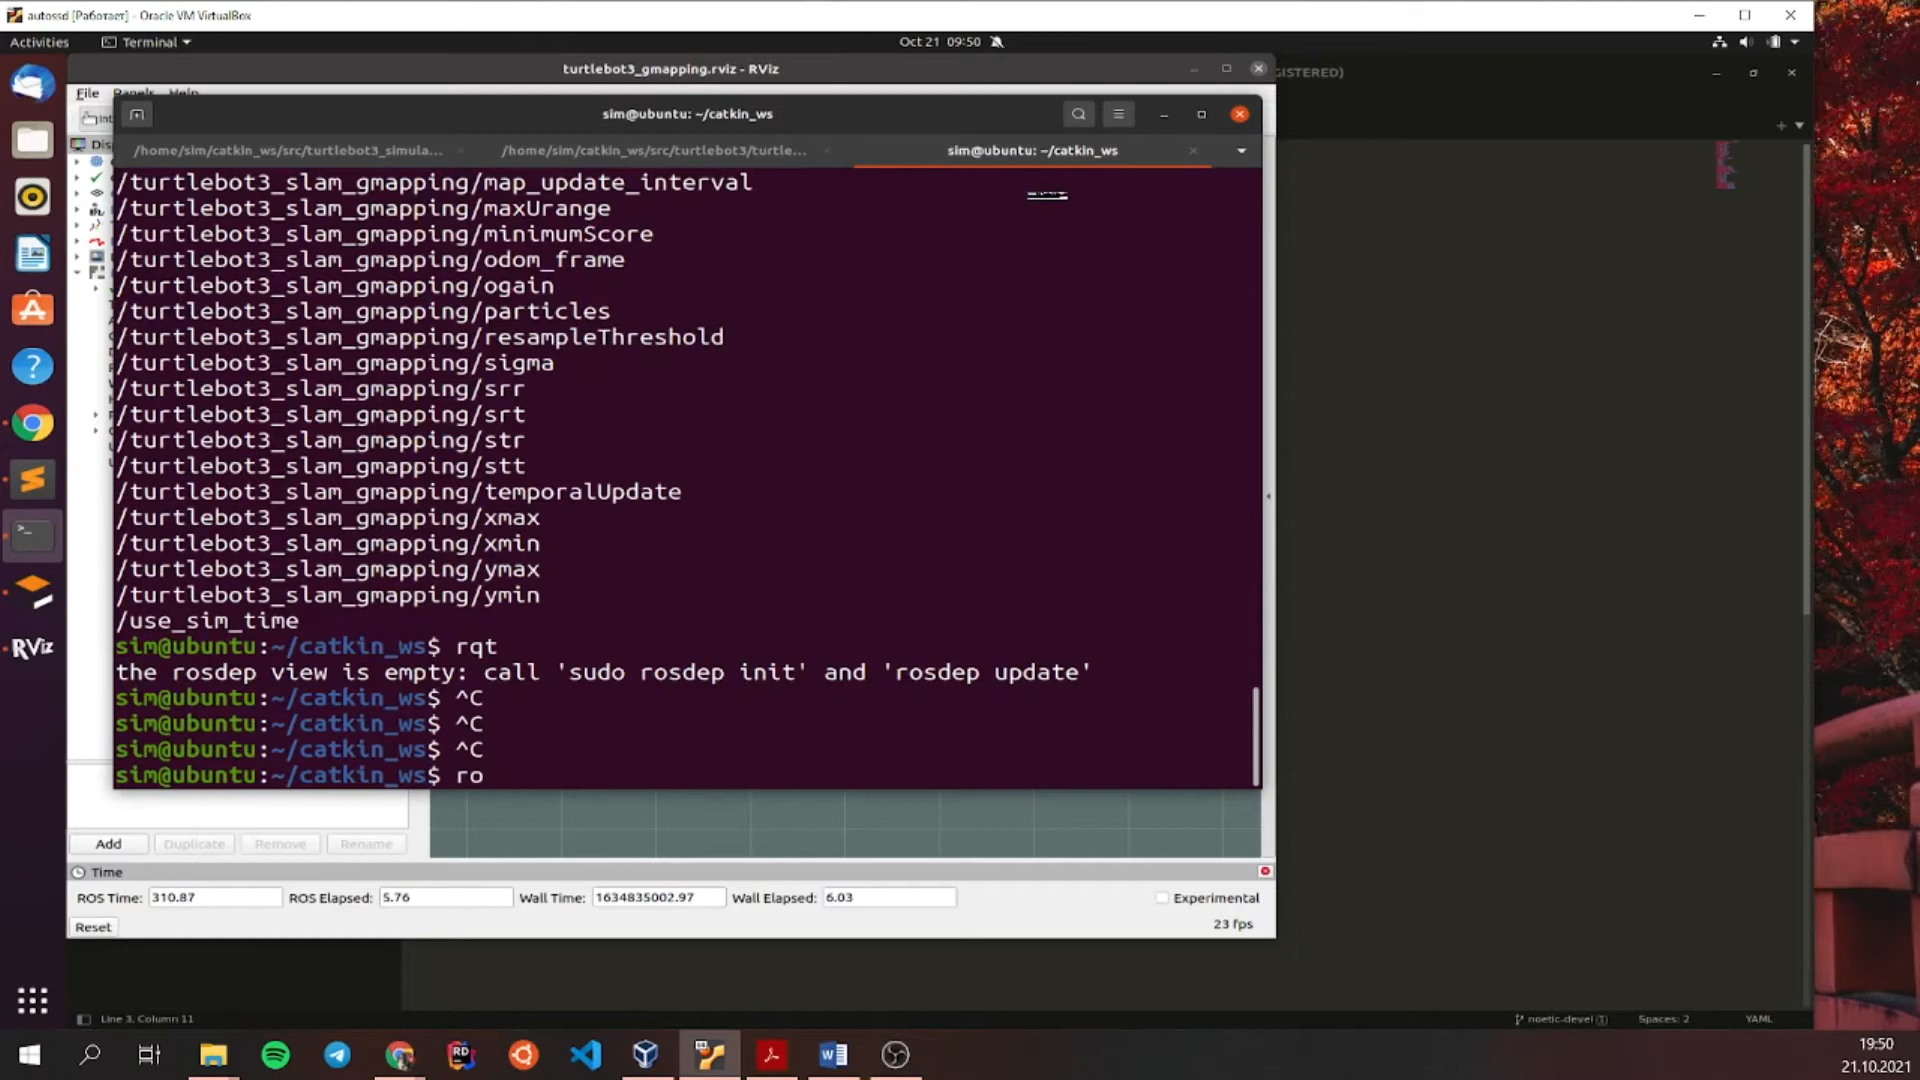 autossd [Работает] - Oracle VM VirtualBox
Activities
Terminal
Oct 21 09:50
turtlebot3_gmapping.rviz - RViz
ISTERED)
File Panels Help
sim@ubuntu: ~/catkin_ws
/home/sim/catkin_ws/src/turtlebot3_simula...
/home/sim/catkin_ws/src/turtlebot3/turtle...
sim@ubuntu: ~/catkin_ws
/turtlebot3_slam_gmapping/map_update_interval
/turtlebot3_slam_gmapping/maxUrange
/turtlebot3_slam_gmapping/minimumScore
/turtlebot3_slam_gmapping/odom_frame
/turtlebot3_slam_gmapping/ogain
/turtlebot3_slam_gmapping/particles
/turtlebot3_slam_gmapping/resampleThreshold
/turtlebot3_slam_gmapping/sigma
/turtlebot3_slam_gmapping/srr
/turtlebot3_slam_gmapping/srt
/turtlebot3_slam_gmapping/str
/turtlebot3_slam_gmapping/stt
/turtlebot3_slam_gmapping/temporalUpdate
/turtlebot3_slam_gmapping/xmax
/turtlebot3_slam_gmapping/xmin
/turtlebot3_slam_gmapping/ymax
/turtlebot3_slam_gmapping/ymin
/use_sim_time
sim@ubuntu:~/catkin_ws$ rqt
the rosdep view is empty: call 'sudo rosdep init' and 'rosdep update'
sim@ubuntu:~/catkin_ws$ ^C
sim@ubuntu:~/catkin_ws$ ^C
sim@ubuntu:~/catkin_ws$ ^C
sim@ubuntu:~/catkin_ws$ ro
RViz
Add
Duplicate
Remove
Rename
Time
ROS Time: 310.87
ROS Elapsed: 5.76
Wall Time: 1634835002.97
Wall Elapsed: 6.03
Experimental
Reset
23 fps
Line 3, Column 11
noetic-devel
Spaces: 2
YAML
19:50
21.10.2021